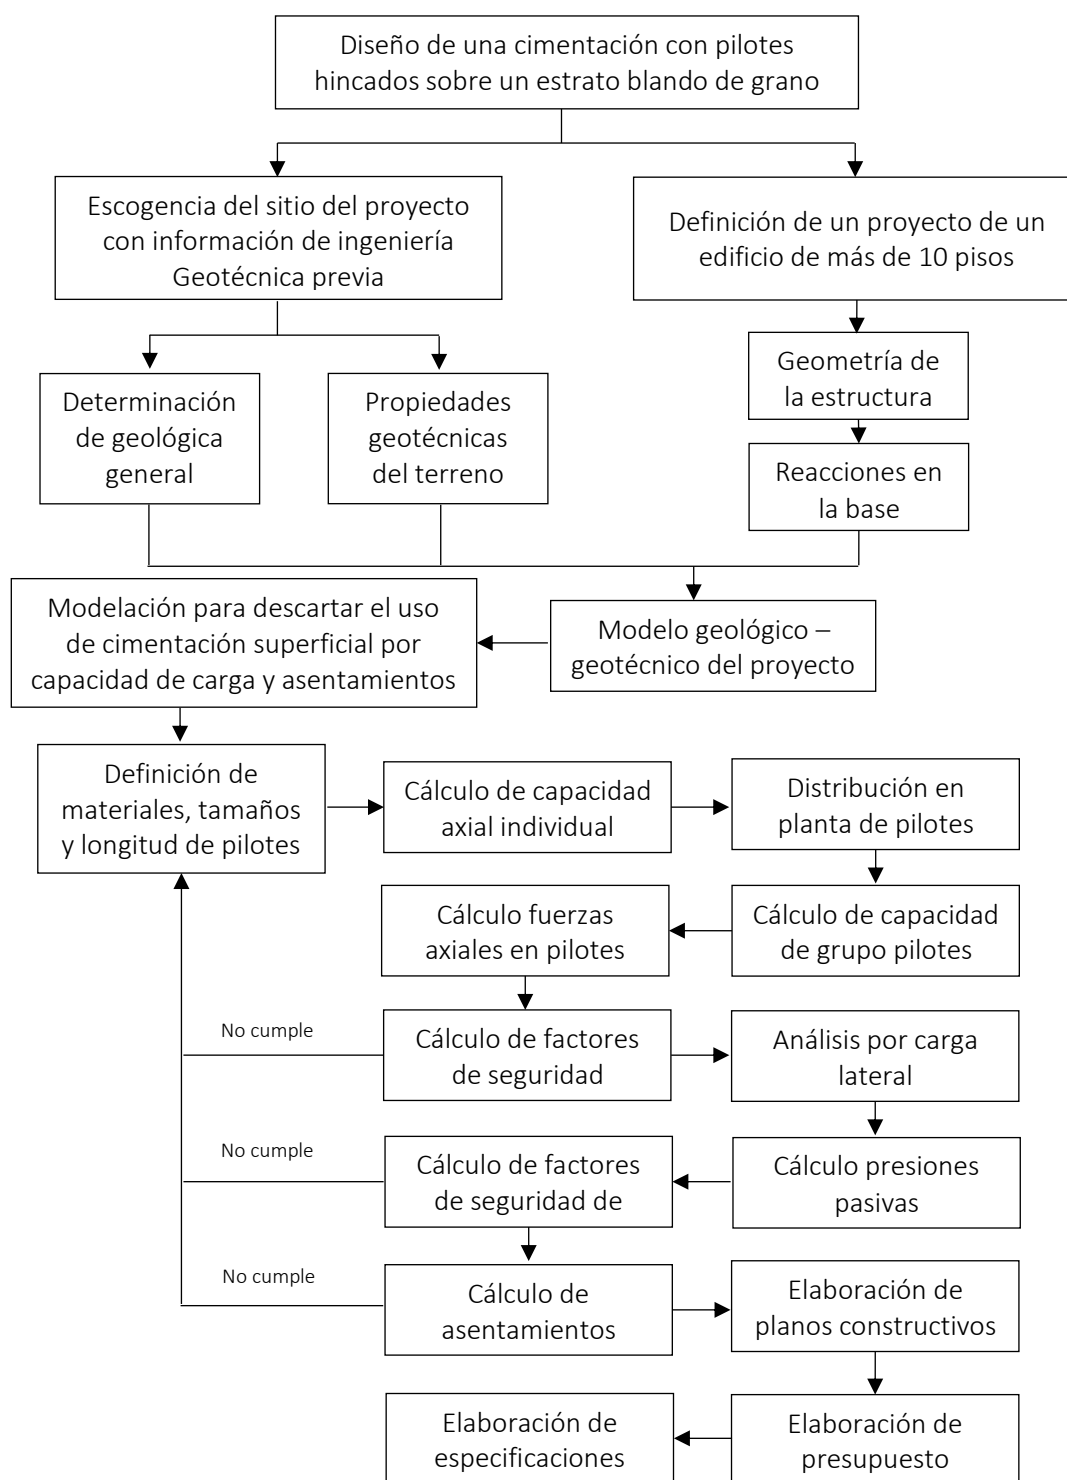 Diseño de una cimentación con pilotes
hincados sobre un estrato blando de grano
Escogencia del sitio del proyecto
con información de ingeniería
Geotécnica previa
Definición de un proyecto de un
edificio de más de 10 pisos
Determinación
de geológica
general
Propiedades
geotécnicas
del terreno
Geometría de
la estructura
Reacciones en
la base
Modelo geológico –
geotécnico del proyecto
Modelación para descartar el uso
de cimentación superficial por
capacidad de carga y asentamientos
Definición de
materiales, tamaños
y longitud de pilotes
Cálculo de capacidad
axial individual
Distribución en
planta de pilotes
Cálculo de capacidad
de grupo pilotes
Cálculo fuerzas
axiales en pilotes
No cumple
Cálculo de factores
de seguridad
Análisis por carga
lateral
Cálculo presiones
pasivas
No cumple
Cálculo de factores
de seguridad de
No cumple
Cálculo de
asentamientos
Elaboración de
planos constructivos
Elaboración de
presupuesto
Elaboración de
especificaciones